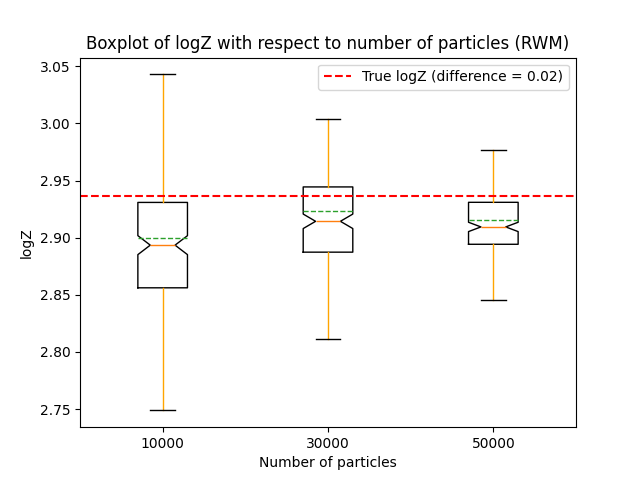 Boxplot of logZ with respect to number of particles (RWM)
True logZ (difference = 0.02)
3.05
3.00
2.95
2.90
2.85
2.80
2.75
logZ
10000 30000 50000
Number of particles